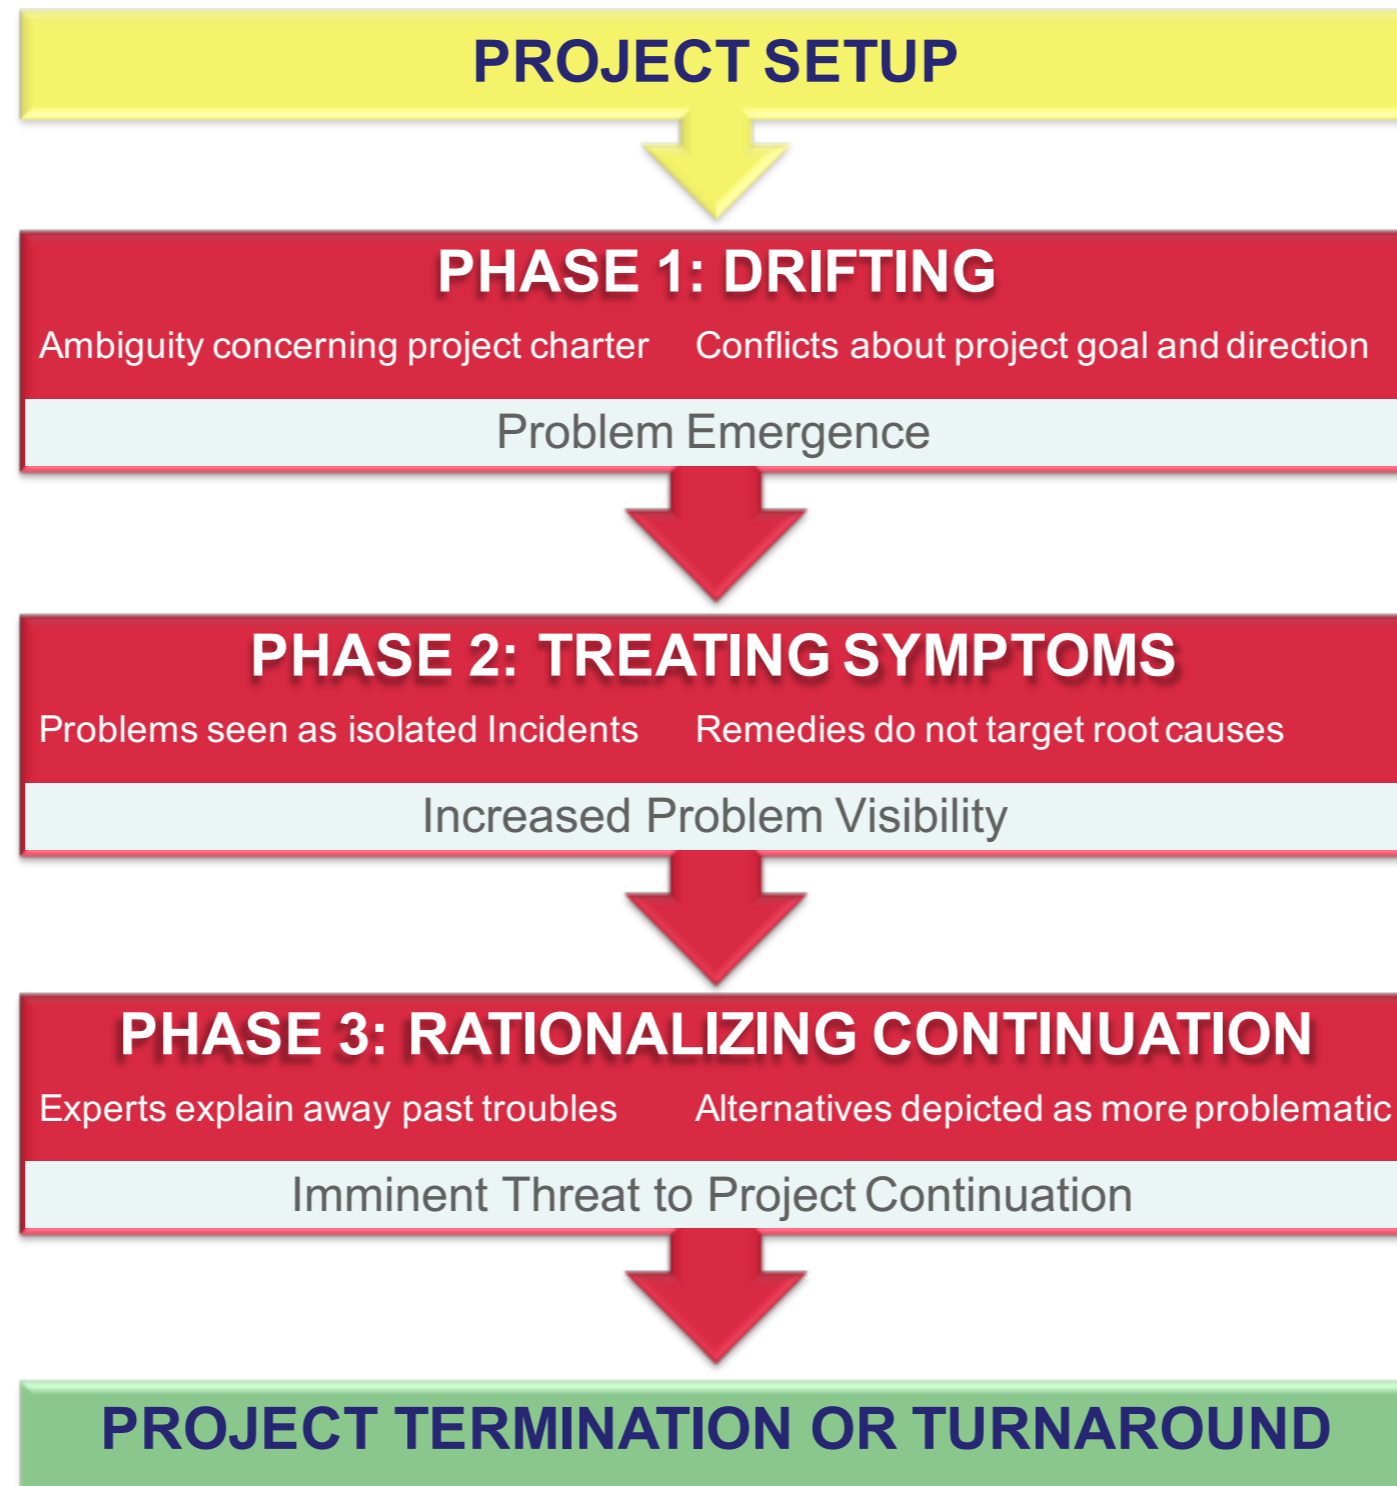 PROJECT SETUP
PHASE 1: DRIFTING
Ambiguity concerning project charter
Conflicts about project goal and direction
Problem Emergence
PHASE 2: TREATING SYMPTOMS
Problems seen as isolated Incidents
Remedies do not target root causes
Increased Problem Visibility
PHASE 3: RATIONALIZING CONTINUATION
Experts explain away past troubles
Alternatives depicted as more problematic
Imminent Threat to Project Continuation
PROJECT TERMINATION OR TURNAROUND